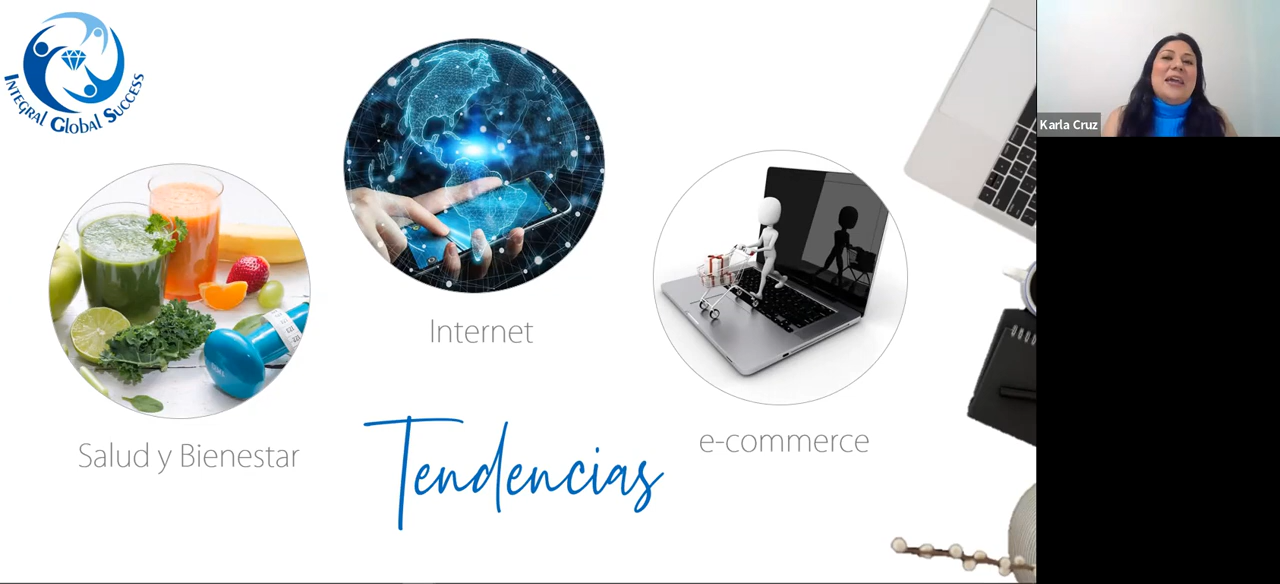 INTEGRAL GLOBAL SUCCESS
Karla Cruz
Internet
e-commerce
Salud y Bienestar
Tendencias